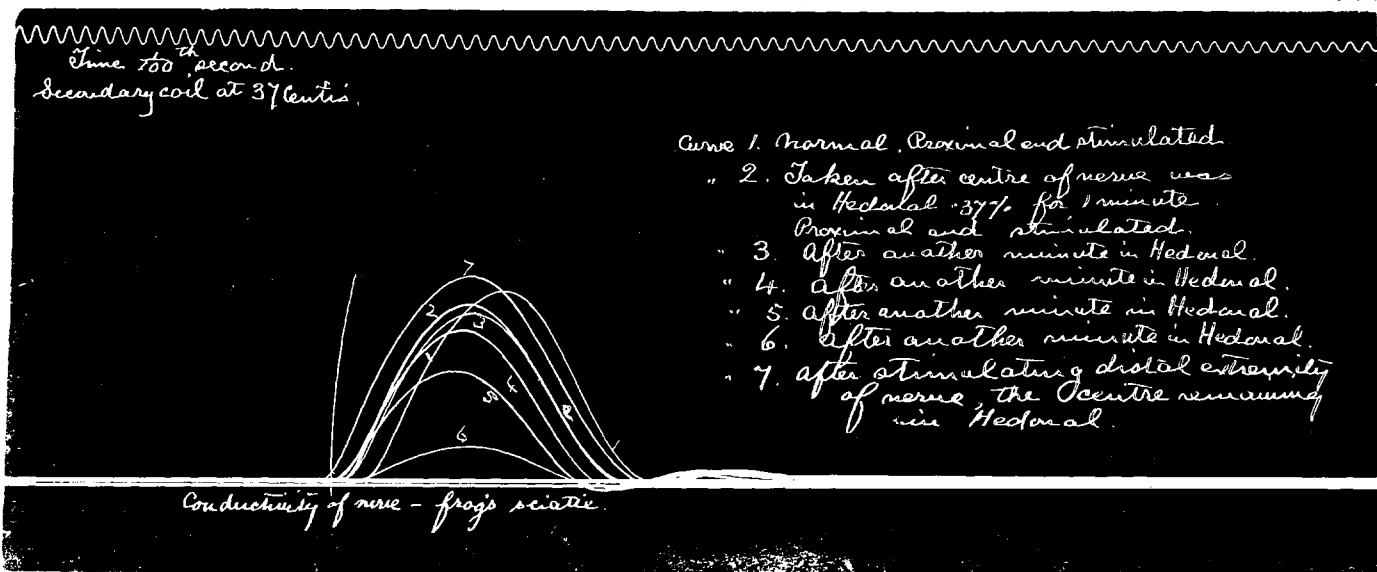 Time 1/100th second.
Secondary coil at 37 Centis.
Curve 1. Normal. Proximal end stimulated
" 2. Taken after centre of nerve was
in Hedonal .37% for 1 minute
Proximal end stimulated.
" 3. After another minute in Hedonal.
" 4. After another minute in Hedonal.
" 5. After another minute in Hedonal.
" 6. After another minute in Hedonal.
" 7. After stimulating distal extremity
of nerve, the centre remaining
in Hedonal.
7
2
3
1
4
5
2
1
6
Conductivity of nerve - frog's sciatic.